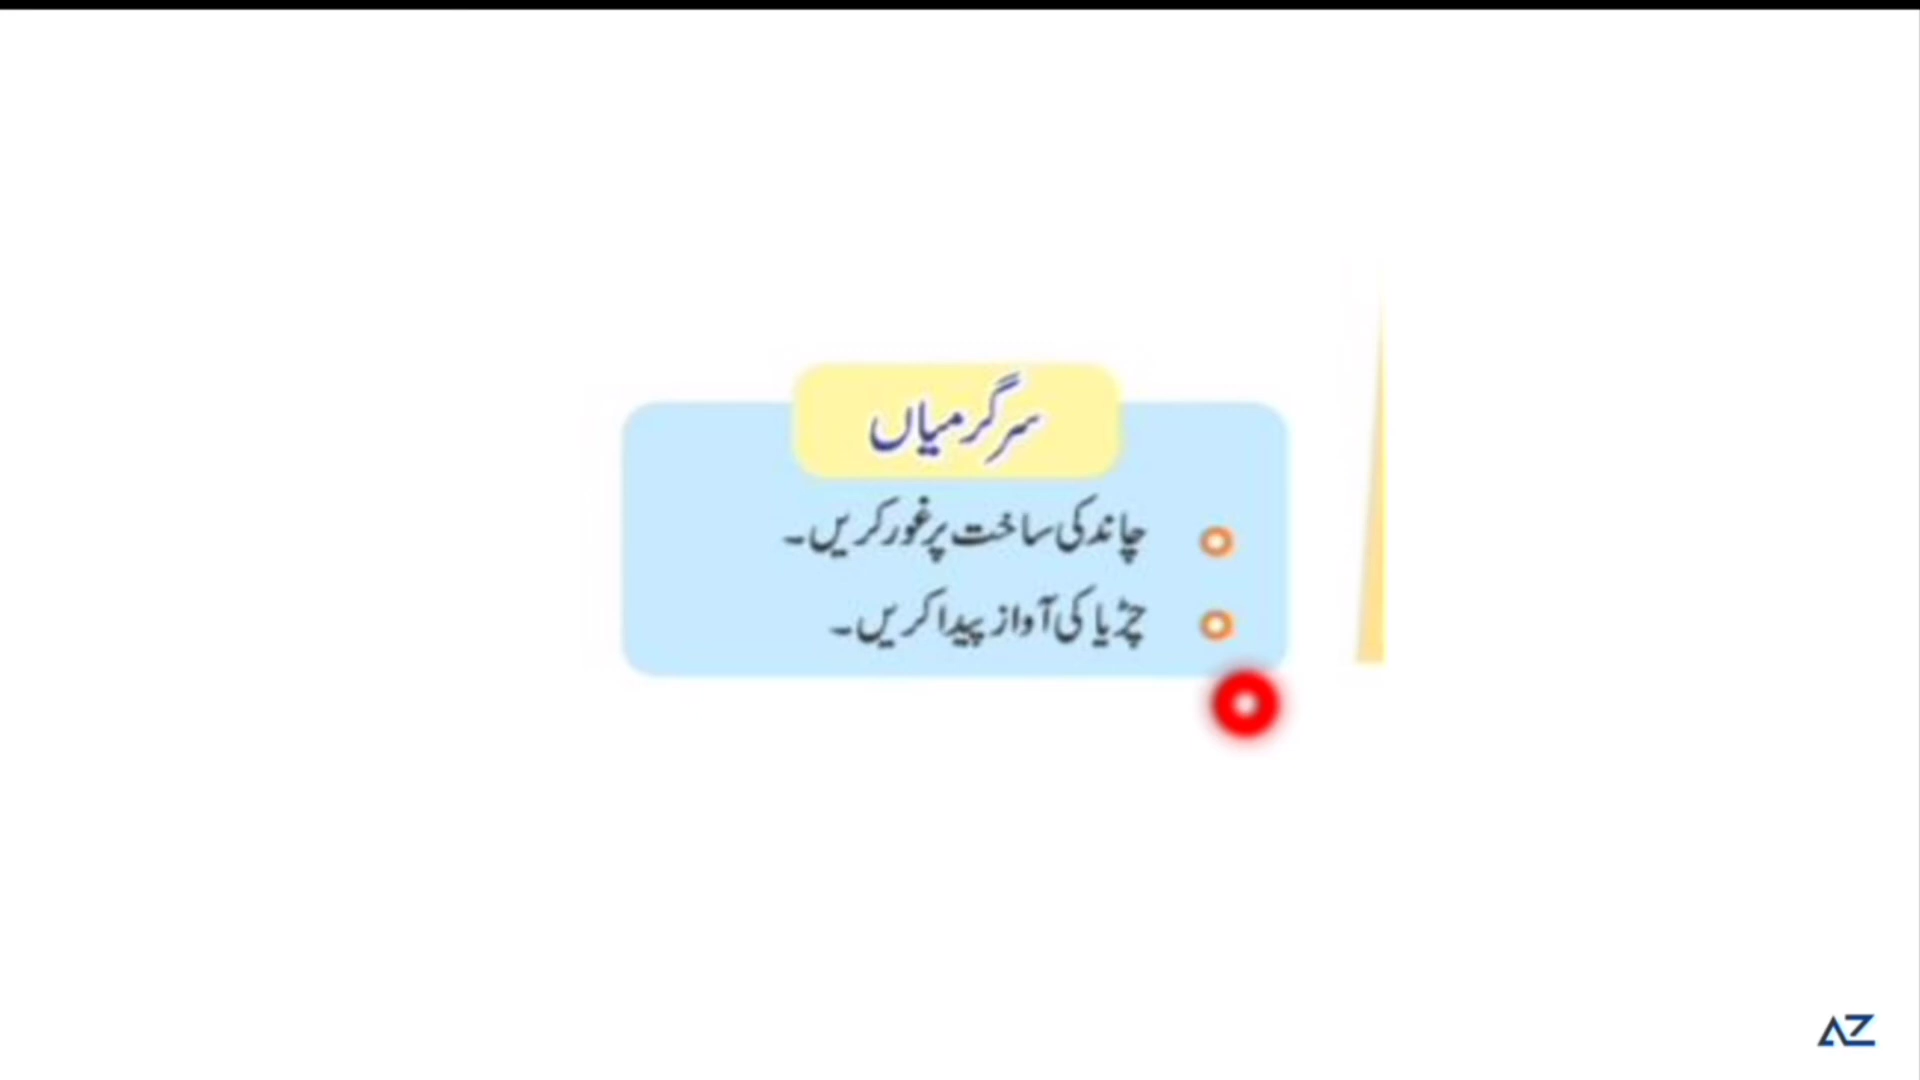 سرگرمیاں
چاند کی ساخت پر غور کریں۔
چڑیا کی آواز پیدا کریں۔
AZ